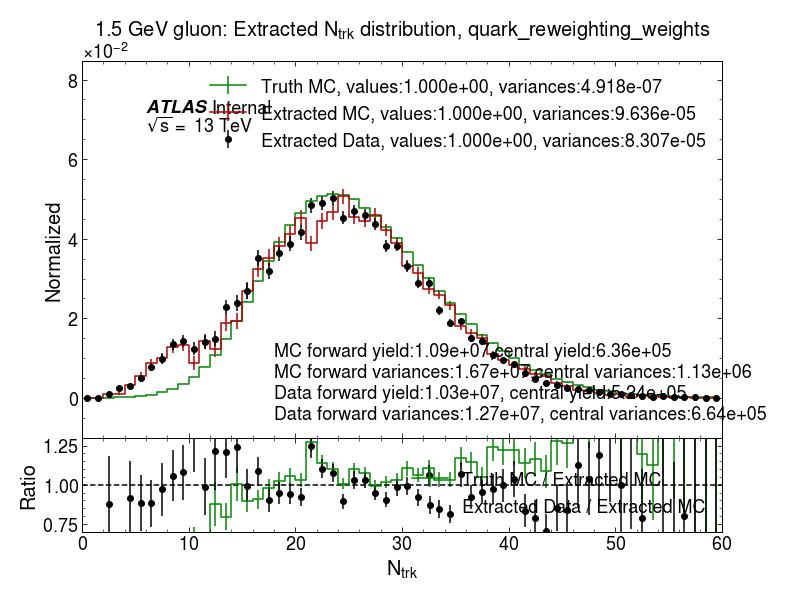 1.5 GeV gluon: Extracted Ntrk distribution, quark_reweighting_weights
×10−2
Truth MC, values:1.000e+00, variances:4.918e-07
ATLAS Internal
Extracted MC, values:1.000e+00, variances:9.636e-05
√s = 13 TeV
Extracted Data, values:1.000e+00, variances:8.307e-05
8
6
4
2
0
Normalized
MC forward yield:1.09e+07, central yield:6.36e+05
MC forward variances:1.67e+07, central variances:1.13e+06
Data forward yield:1.03e+07, central yield:5.24e+05
Data forward variances:1.27e+07, central variances:6.64e+05
1.25
1.00
0.75
Ratio
Truth MC / Extracted MC
Extracted Data / Extracted MC
0 10 20 30 40 50 60
Ntrk